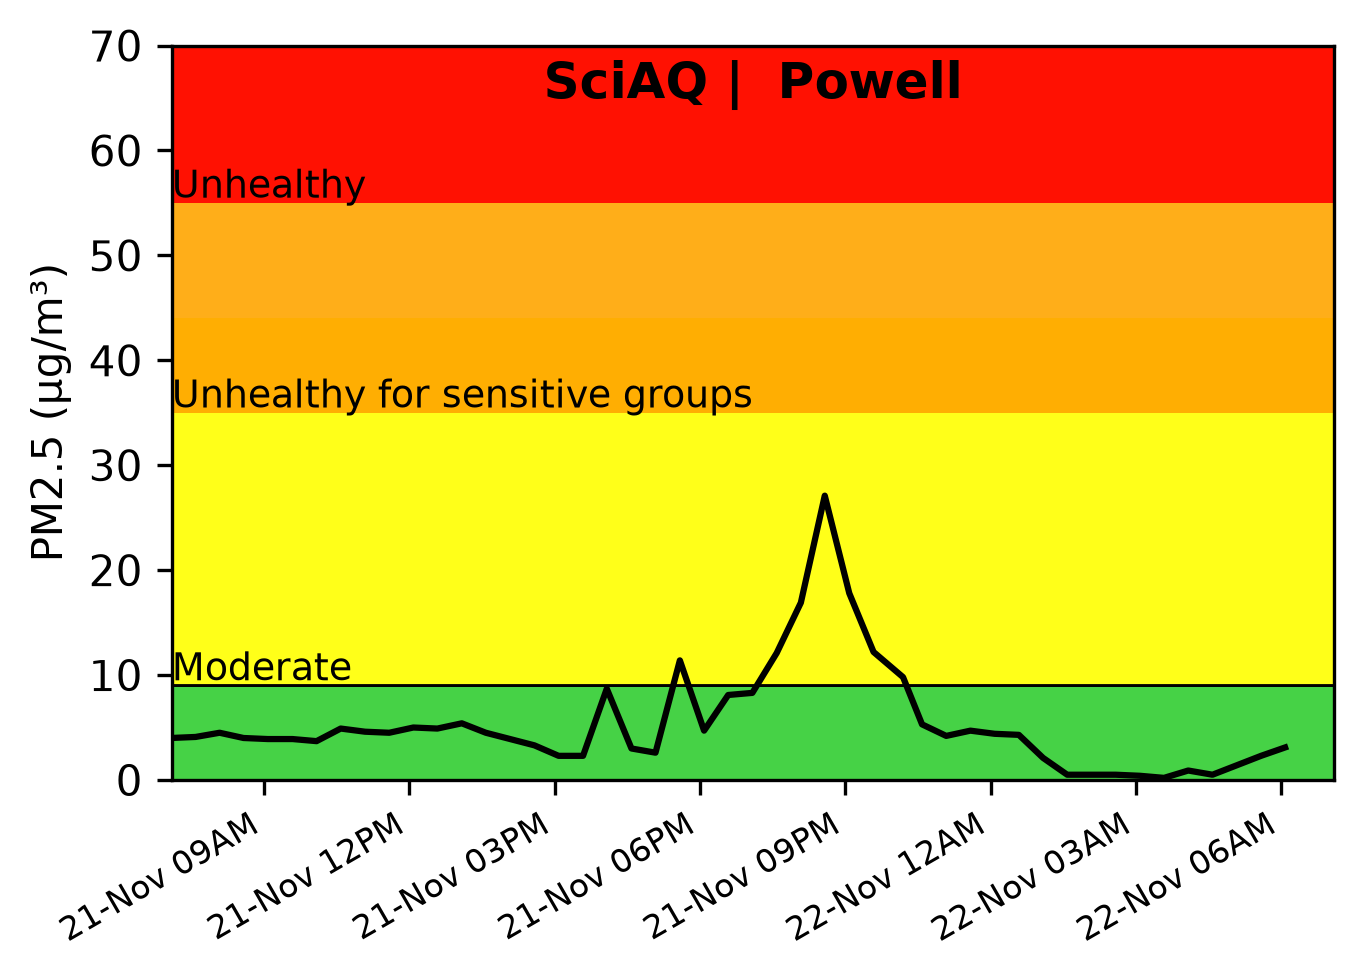 SciAQ |  Powell
70
60
50
40
30
20
10
0
PM2.5 (µg/m³)
Unhealthy
Unhealthy for sensitive groups
Moderate
21-Nov 09AM
21-Nov 12PM
21-Nov 03PM
21-Nov 06PM
21-Nov 09PM
22-Nov 12AM
22-Nov 03AM
22-Nov 06AM